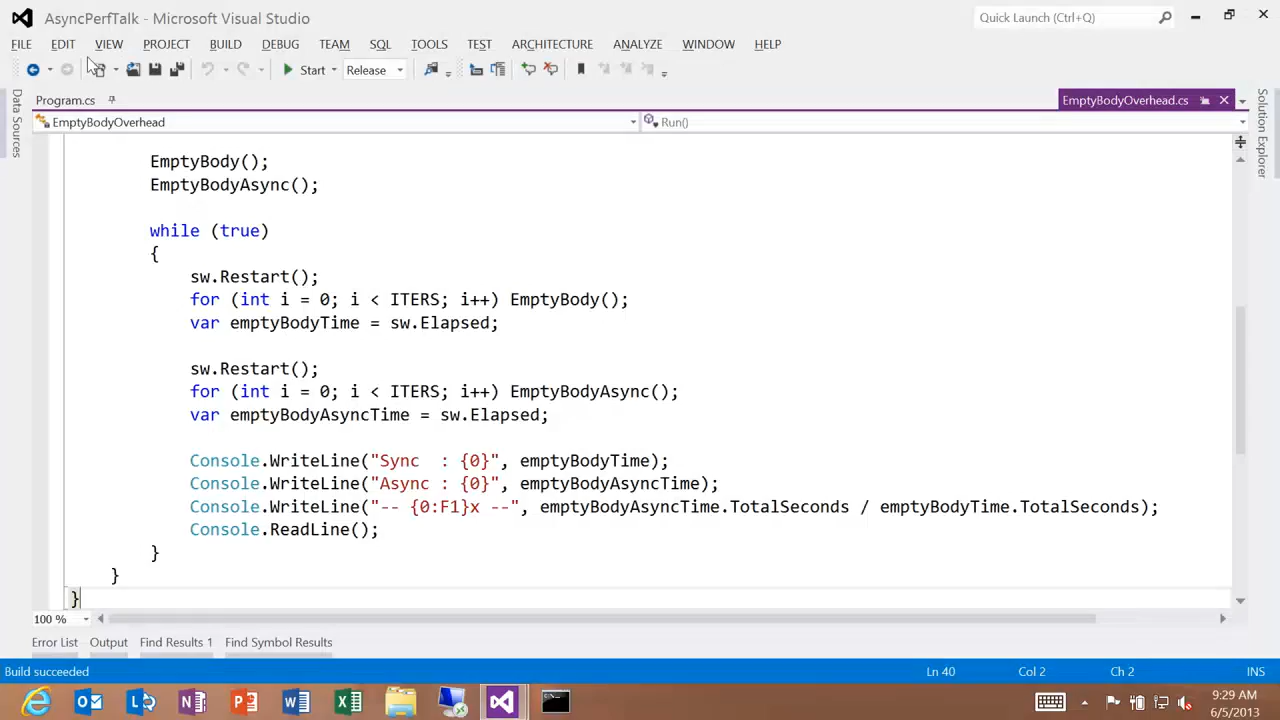 AsyncPerfTalk - Microsoft Visual Studio
Quick Launch (Ctrl+Q)
FILE EDIT VIEW PROJECT BUILD DEBUG TEAM SQL TOOLS TEST ARCHITECTURE ANALYZE WINDOW HELP
Start Release
Data Sources
Program.cs
EmptyBodyOverhead.cs
Solution Explorer
EmptyBodyOverhead
Run()
EmptyBody();
EmptyBodyAsync();
while (true)
{
sw.Restart();
for (int i = 0; i < ITERS; i++) EmptyBody();
var emptyBodyTime = sw.Elapsed;
sw.Restart();
for (int i = 0; i < ITERS; i++) EmptyBodyAsync();
var emptyBodyAsyncTime = sw.Elapsed;
Console.WriteLine("Sync  : {0}", emptyBodyTime);
Console.WriteLine("Async : {0}", emptyBodyAsyncTime);
Console.WriteLine("-- {0:F1}x --", emptyBodyAsyncTime.TotalSeconds / emptyBodyTime.TotalSeconds);
Console.ReadLine();
}
}
}
100 %
Error List Output Find Results 1 Find Symbol Results
Build succeeded Ln 40 Col 2 Ch 2 INS
9:29 AM
6/5/2013